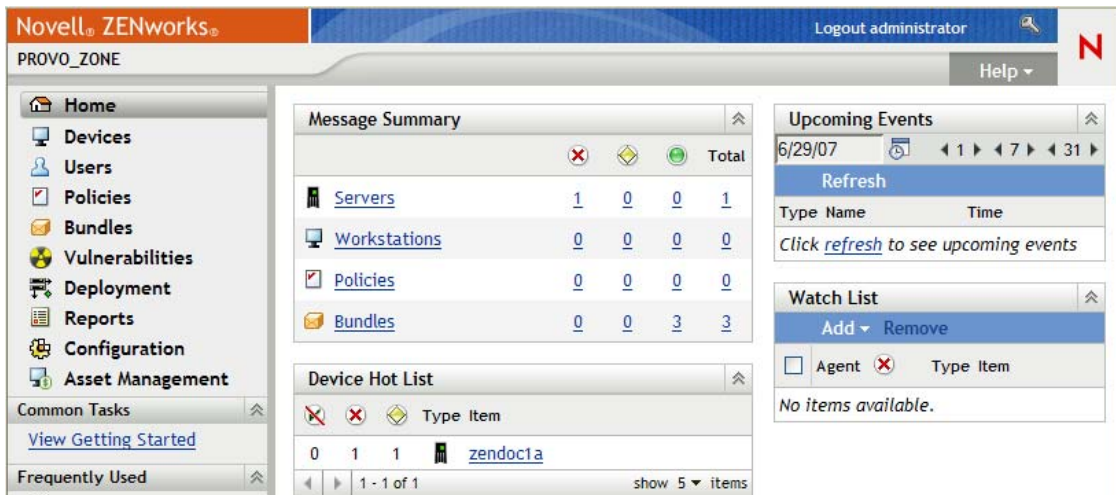 Novell® ZENworks®
Logout administrator
N
PROVO_ZONE
Help
Home
Devices
Users
Policies
Bundles
Vulnerabilities
Deployment
Reports
Configuration
Asset Management
Common Tasks
View Getting Started
Frequently Used
Message Summary
Total
Servers 1 0 0 1
Workstations 0 0 0 0
Policies 0 0 0 0
Bundles 0 0 3 3
Device Hot List
Type Item
0 1 1 zendoc1a
1 - 1 of 1 show 5 items
Upcoming Events
6/29/07 1 7 31
Refresh
Type Name Time
Click refresh to see upcoming events
Watch List
Add Remove
Agent Type Item
No items available.